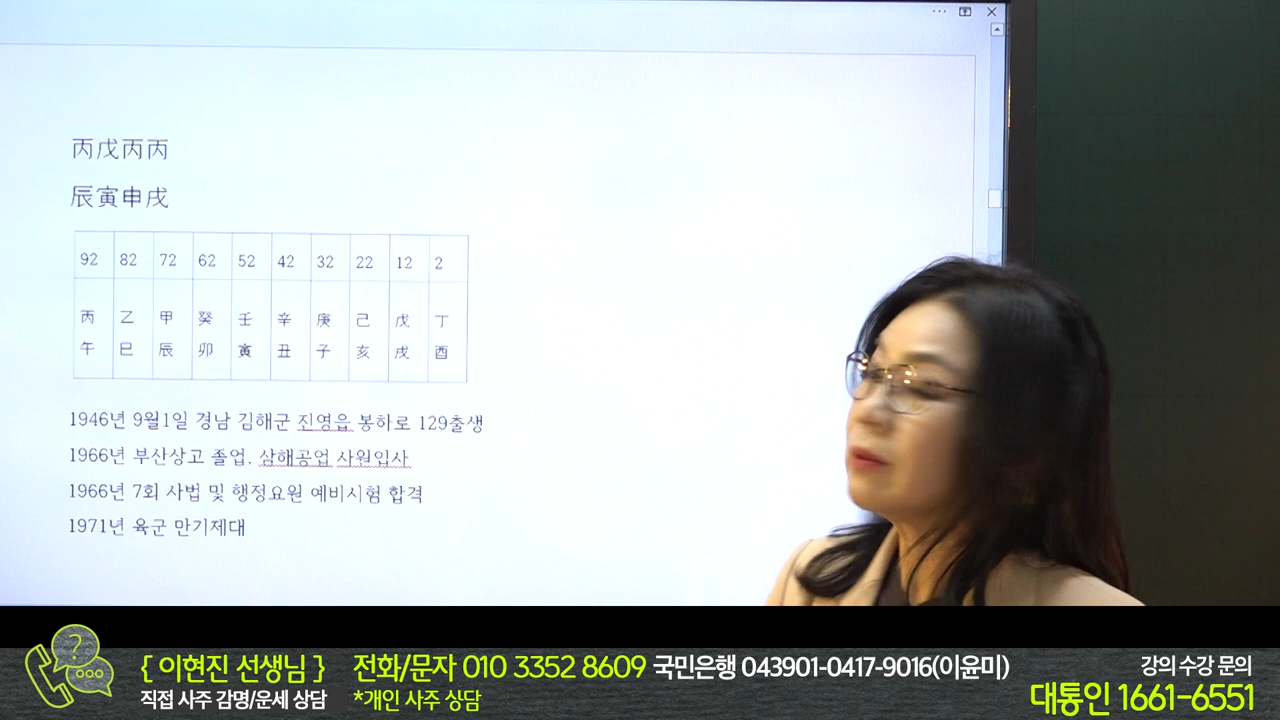 丙戊丙丙
辰寅申戌
92 82 72 62 52 42 32 22 12 2
丙 乙 甲 癸 壬 辛 庚 己 戊 丁
午 巳 辰 卯 寅 丑 子 亥 戌 酉
1946년 9월1일 경남 김해군 진영읍 봉하로 129출생
1966년 부산상고 졸업. 삼해공업 사원입사
1966년 7회 사법 및 행정요원 예비시험 합격
1971년 육군 만기제대
{ 이현진 선생님 } 전화/문자 010 3352 8609 국민은행 043901-0417-9016(이윤미) 강의 수강 문의
직접 사주 감명/운세 상담 *개인 사주 상담 대통인 1661-6551